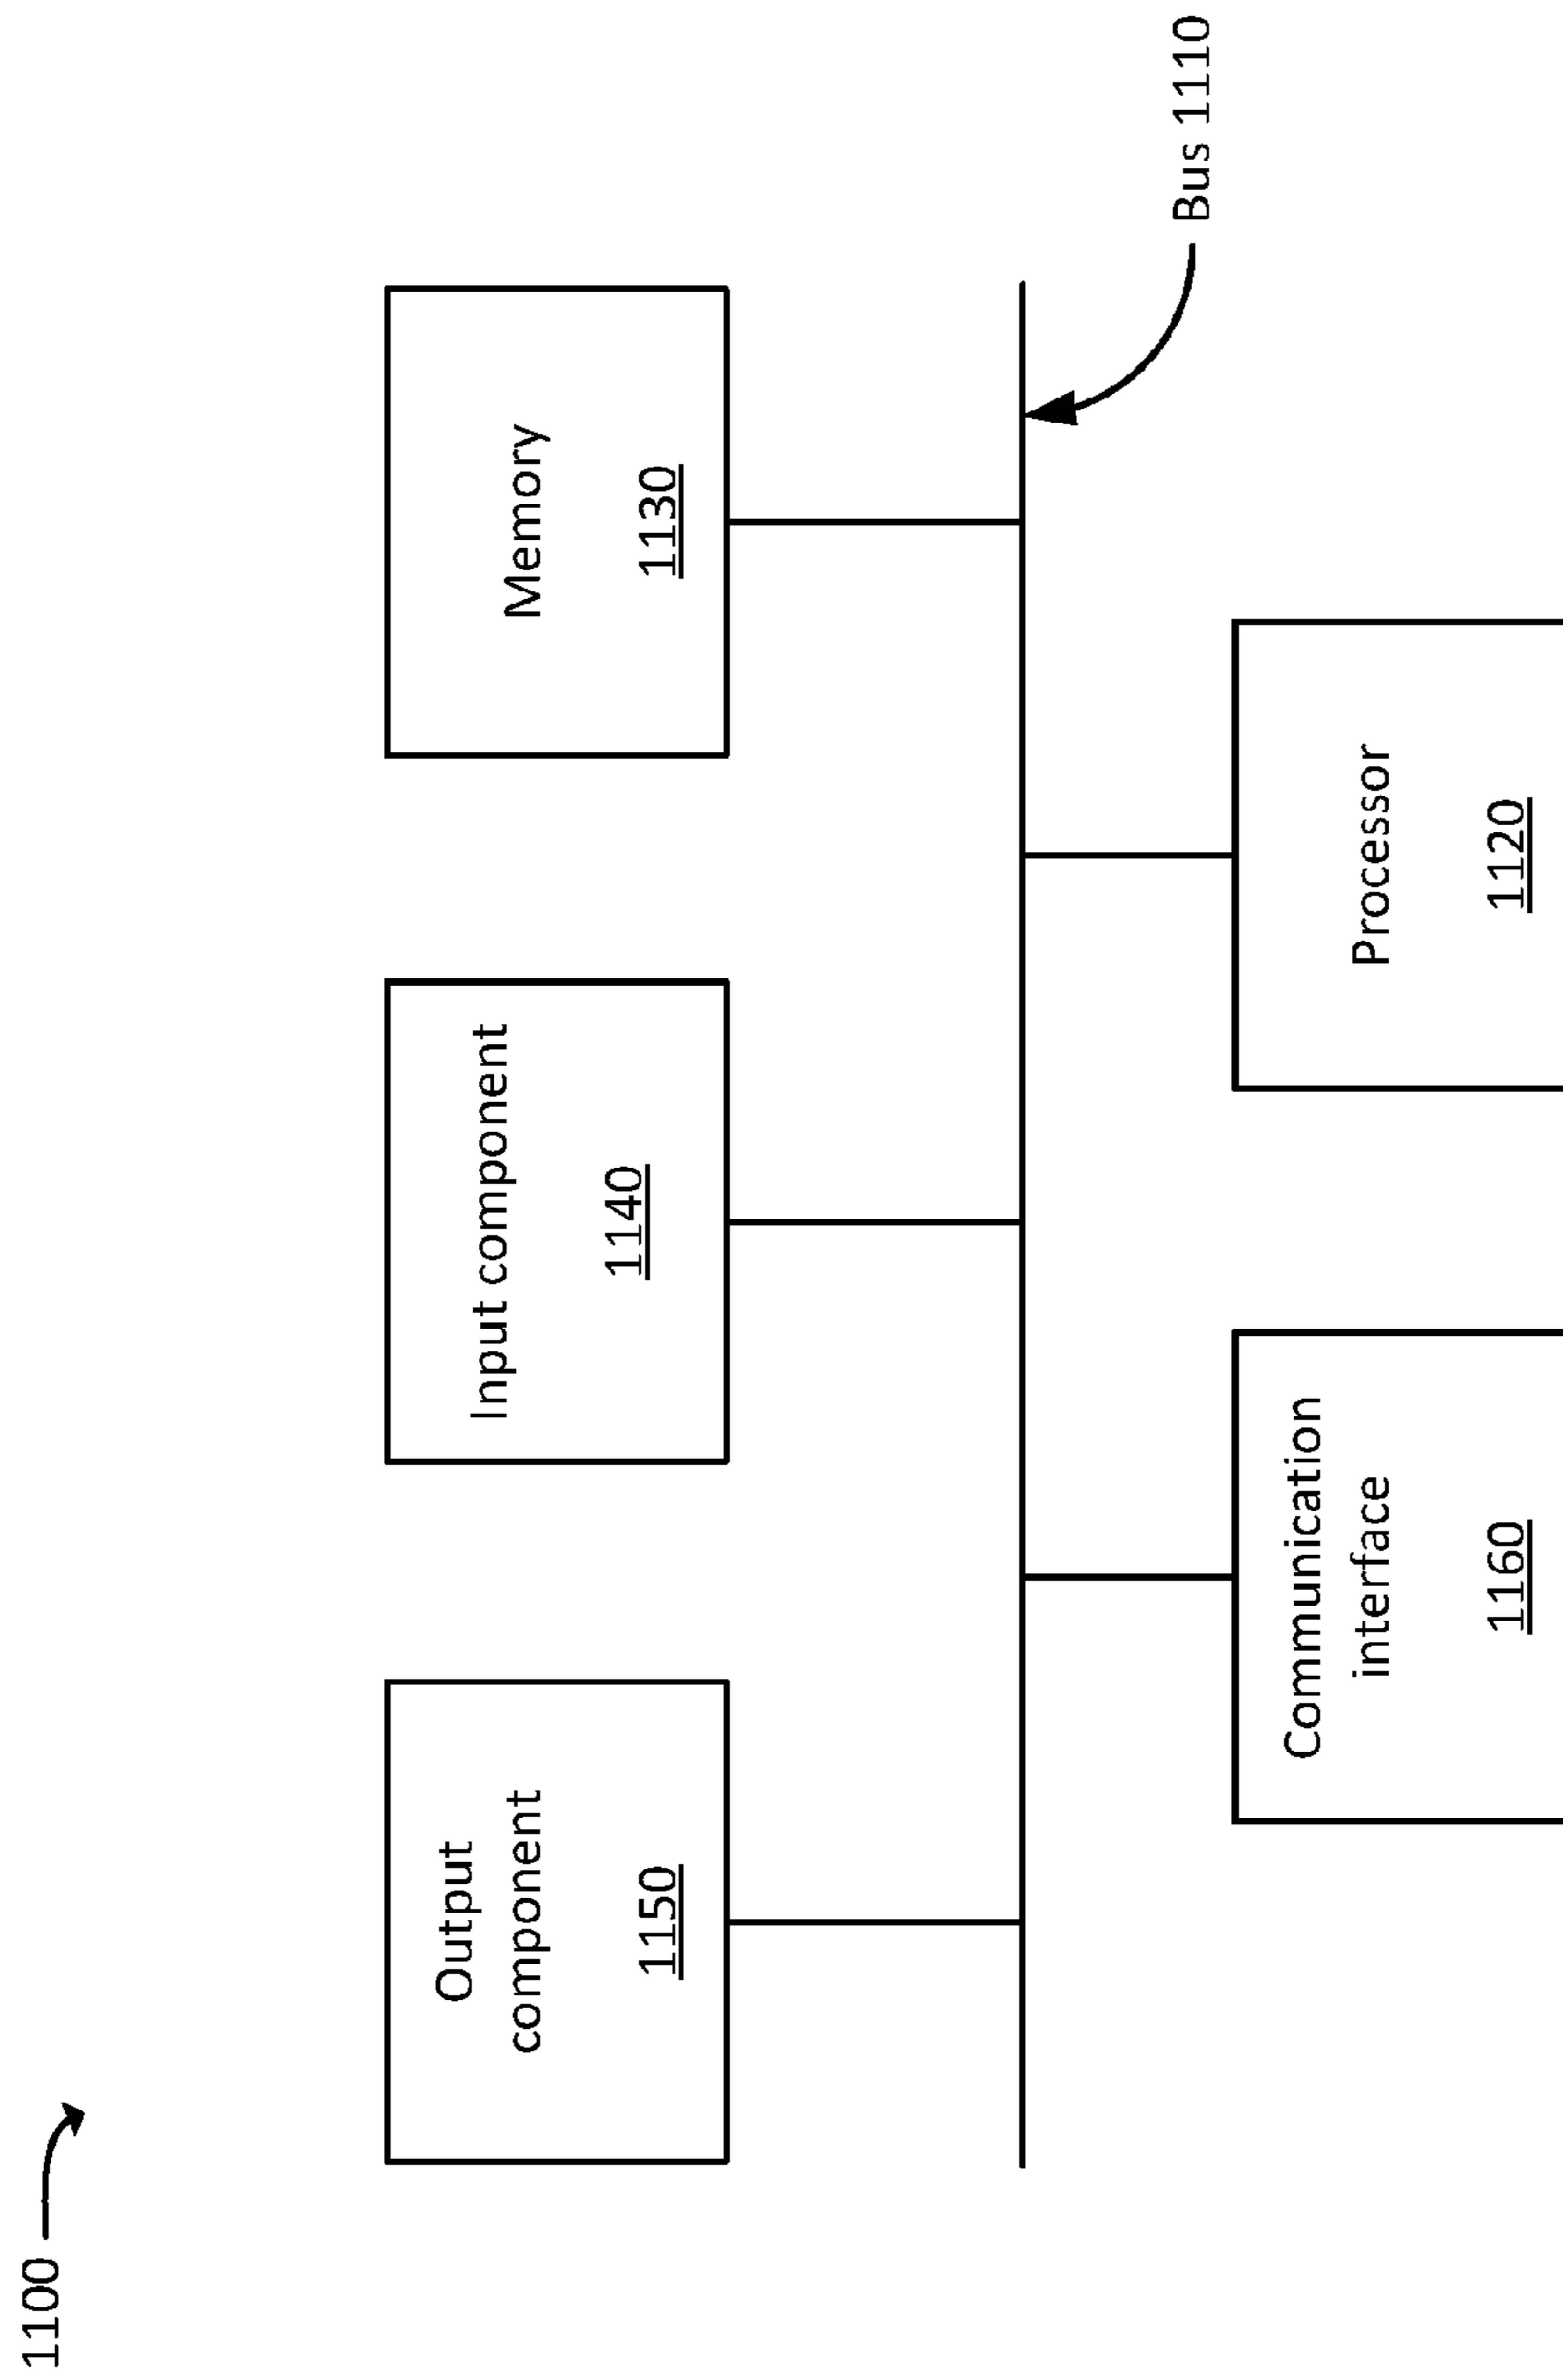 1100
Output
component
1150
Input component
1140
Memory
1130
Communication
interface
1160
Processor
1120
Bus 1110